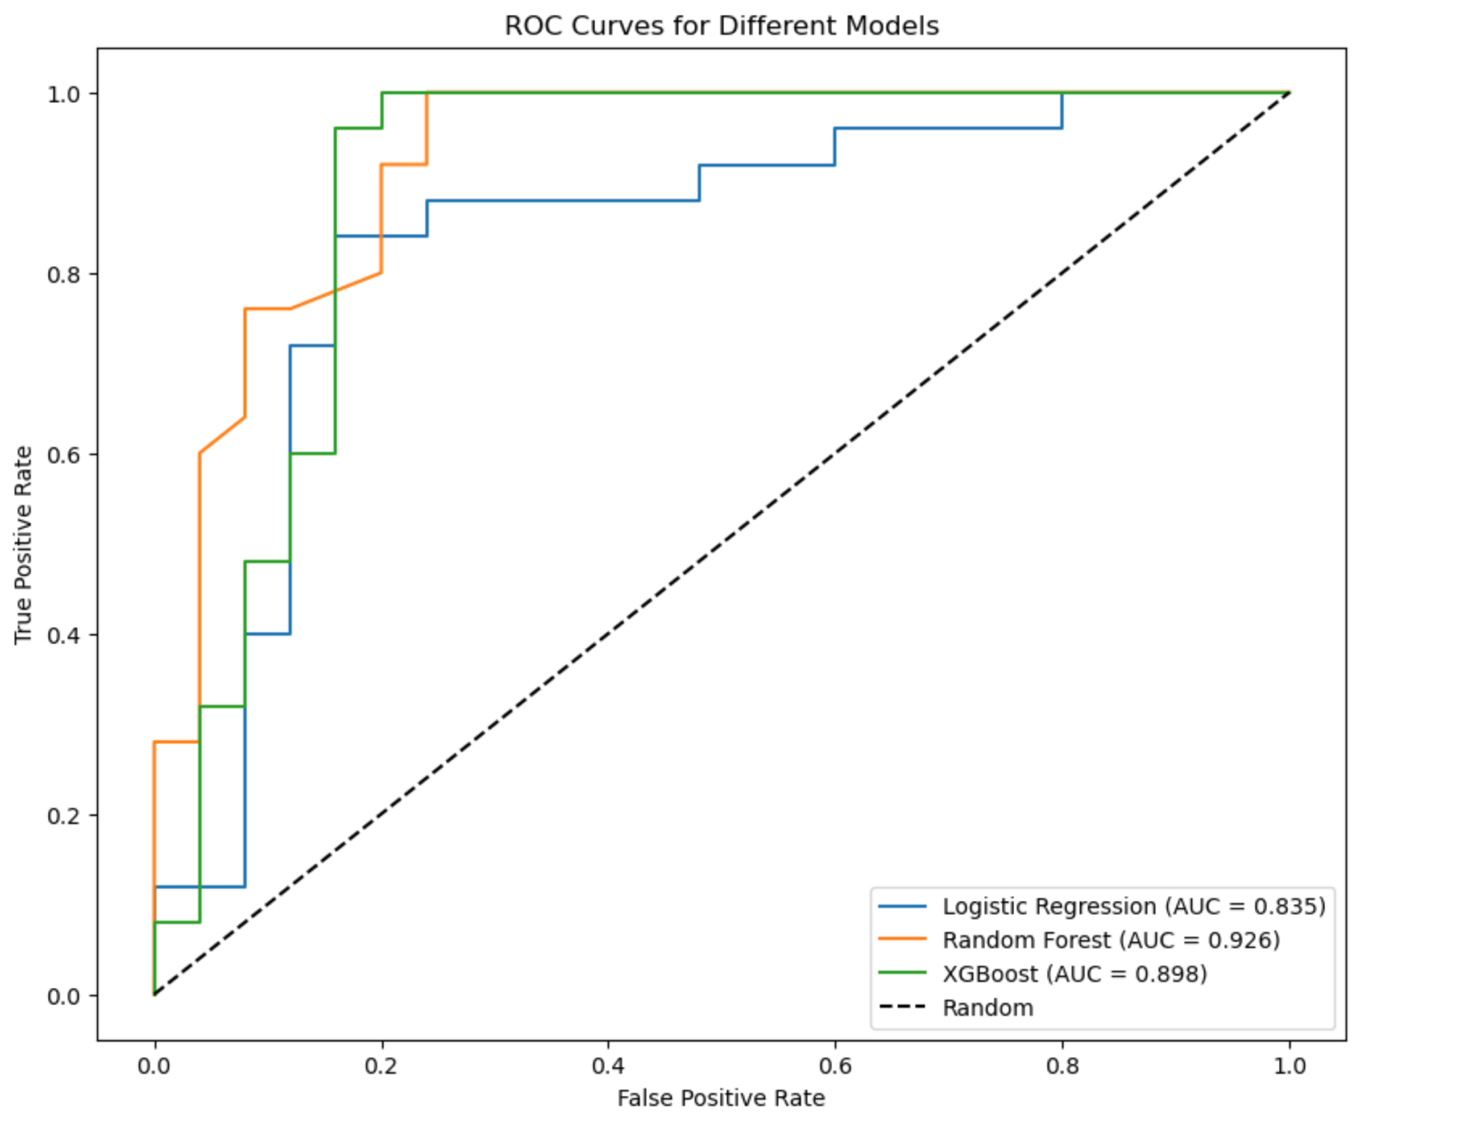 ROC Curves for Different Models
True Positive Rate
1.0
0.8
0.6
0.4
0.2
0.0
0.0 0.2 0.4 0.6 0.8 1.0
False Positive Rate
Logistic Regression (AUC = 0.835)
Random Forest (AUC = 0.926)
XGBoost (AUC = 0.898)
Random